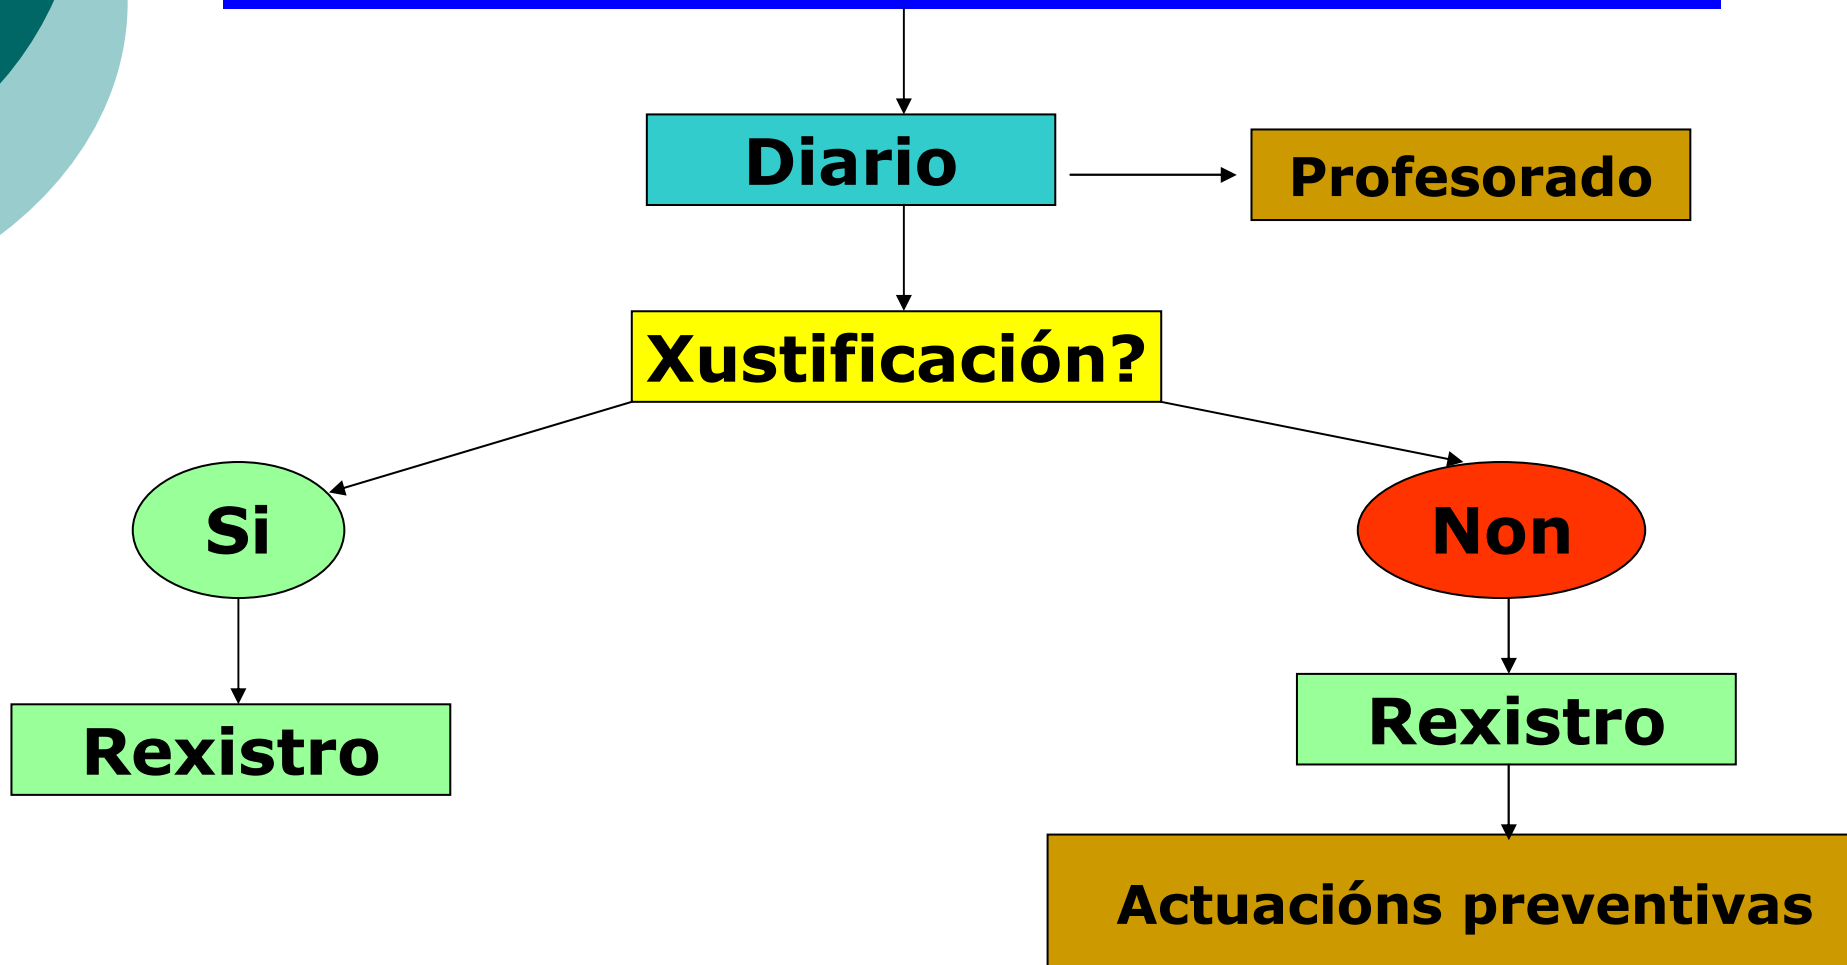 Diario
Profesorado
Xustificación?
Si
Non
Rexistro
Rexistro
Actuacións preventivas